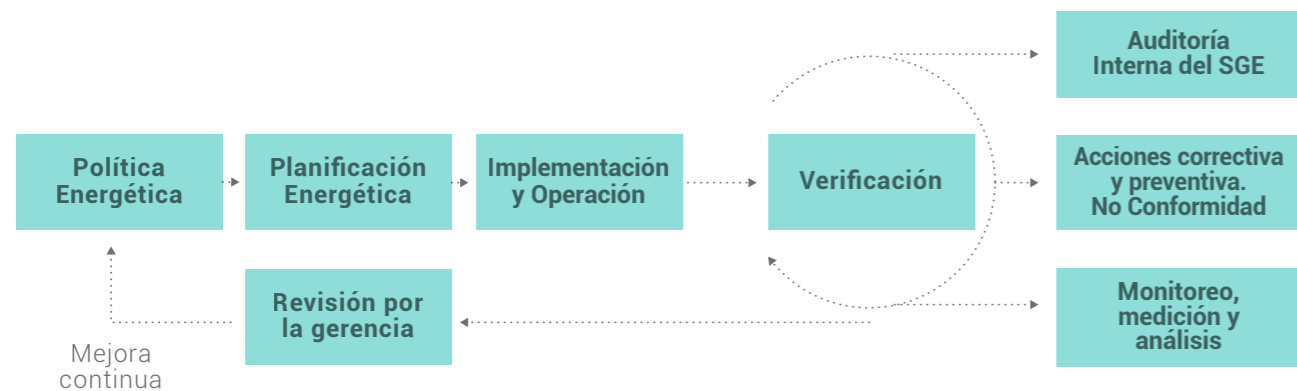 Auditoría
Interna del SGE
Política
Energética
Planificación
Energética
Implementación
y Operación
Verificación
Acciones correctiva
y preventiva.
No Conformidad
Revisión por
la gerencia
Monitoreo,
medición y
análisis
Mejora
continua